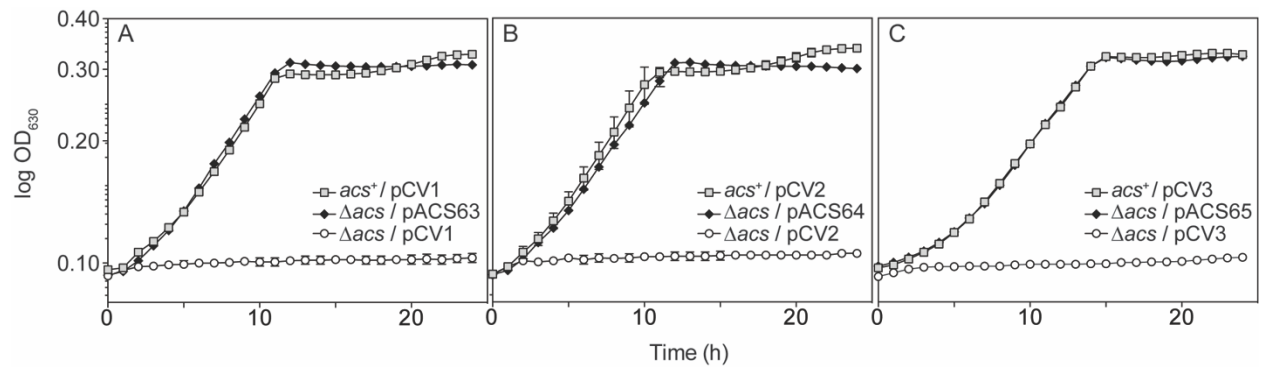 A
B
C
0.40
0.30
0.20
0.10
log OD630
acs+ / pCV1
Δacs / pACS63
Δacs / pCV1
acs+ / pCV2
Δacs / pACS64
Δacs / pCV2
acs+ / pCV3
Δacs / pACS65
Δacs / pCV3
0 10 20 0 10 20 0 10 20
Time (h)